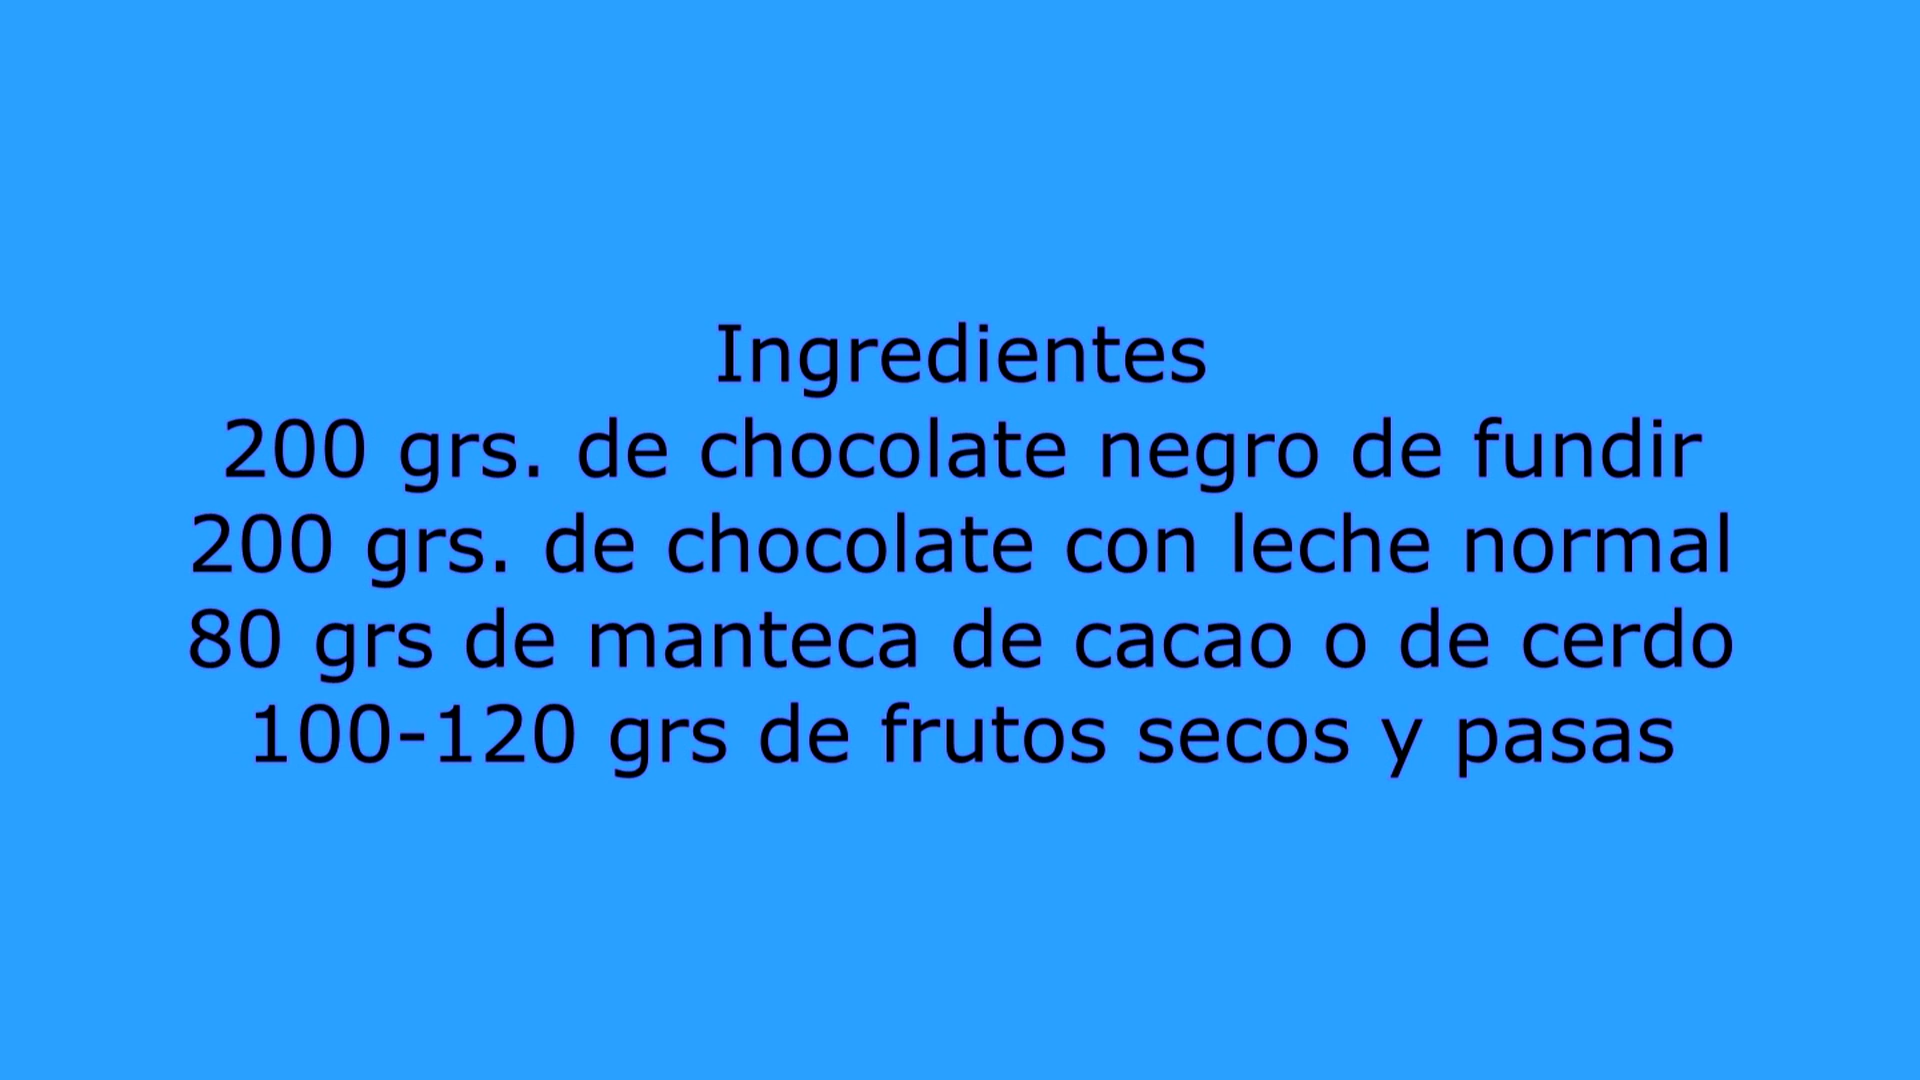 Ingredientes
200 grs. de chocolate negro de fundir
200 grs. de chocolate con leche normal
80 grs de manteca de cacao o de cerdo
100-120 grs de frutos secos y pasas